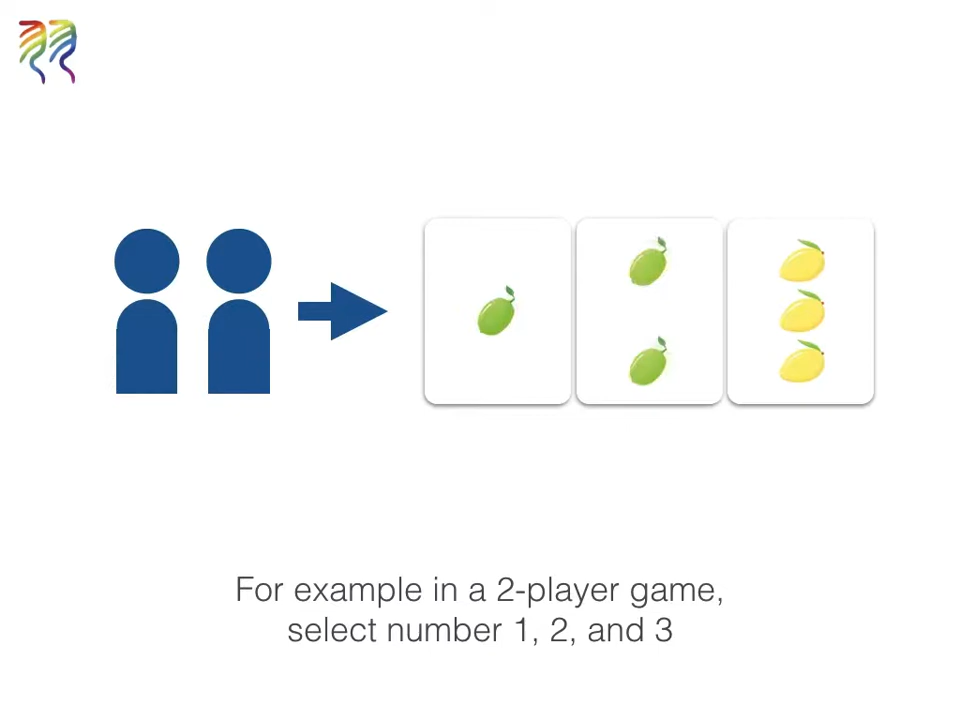 For example in a 2-player game,
select number 1, 2, and 3